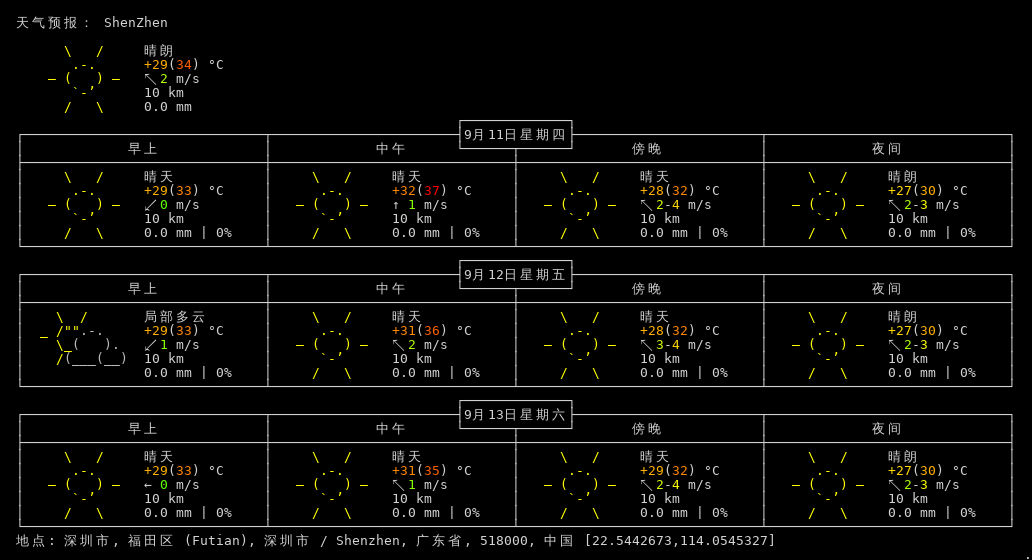 天气预报: ShenZhen
晴朗
+29(34) °C
↖2 m/s
10 km
0.0 mm
9月11日星期四
早上 中午 傍晚 夜间
晴天 晴天 晴天 晴朗
+29(33) °C +32(37) °C +28(32) °C +27(30) °C
↙0 m/s ↑ 1 m/s ↖2-4 m/s ↖2-3 m/s
10 km 10 km 10 km 10 km
0.0 mm | 0% 0.0 mm | 0% 0.0 mm | 0% 0.0 mm | 0%
9月12日星期五
早上 中午 傍晚 夜间
局部多云 晴天 晴天 晴朗
+29(33) °C +31(36) °C +28(32) °C +27(30) °C
↙1 m/s ↖2 m/s ↖3-4 m/s ↖2-3 m/s
10 km 10 km 10 km 10 km
0.0 mm | 0% 0.0 mm | 0% 0.0 mm | 0% 0.0 mm | 0%
9月13日星期六
早上 中午 傍晚 夜间
晴天 晴天 晴天 晴朗
+29(33) °C +31(35) °C +29(32) °C +27(30) °C
← 0 m/s ↖1 m/s ↖2-4 m/s ↖2-3 m/s
10 km 10 km 10 km 10 km
0.0 mm | 0% 0.0 mm | 0% 0.0 mm | 0% 0.0 mm | 0%
地点: 深圳市, 福田区 (Futian), 深圳市 / Shenzhen, 广东省, 518000, 中国 [22.5442673,114.0545327]